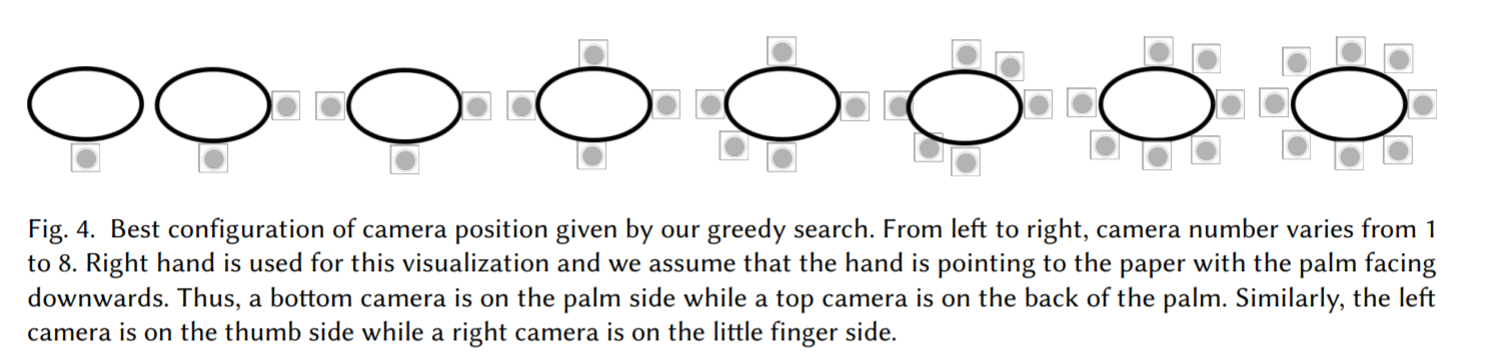 Fig. 4. Best configuration of camera position given by our greedy search. From left to right, camera number varies from 1
to 8. Right hand is used for this visualization and we assume that the hand is pointing to the paper with the palm facing
downwards. Thus, a bottom camera is on the palm side while a top camera is on the back of the palm. Similarly, the left
camera is on the thumb side while a right camera is on the little finger side.